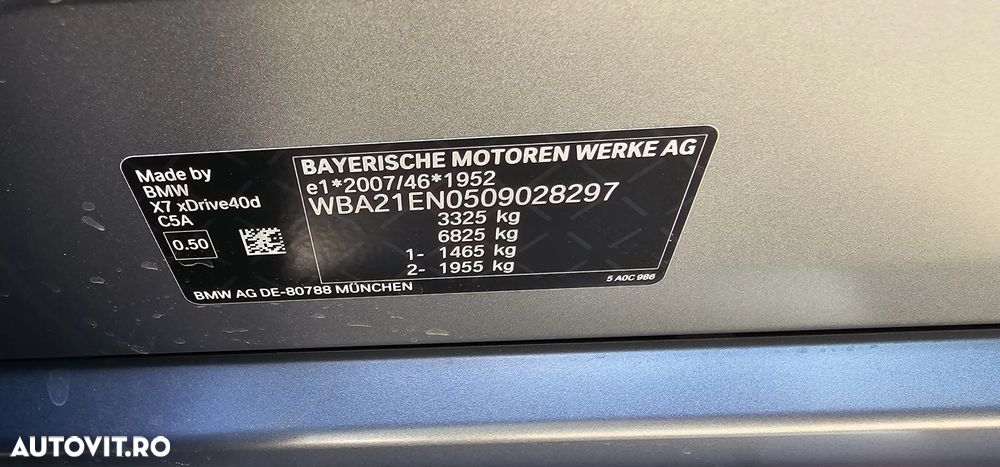 Made by
BMW
X7 xDrive40d
C5A
0.50
BAYERISCHE MOTOREN WERKE AG
e1*2007/46*1952
WBA21EN0509028297
3325 kg
6825 kg
1- 1465 kg
2- 1955 kg
5 A0C 986
BMW AG DE-80788 MÜNCHEN
AUTOVIT.RO